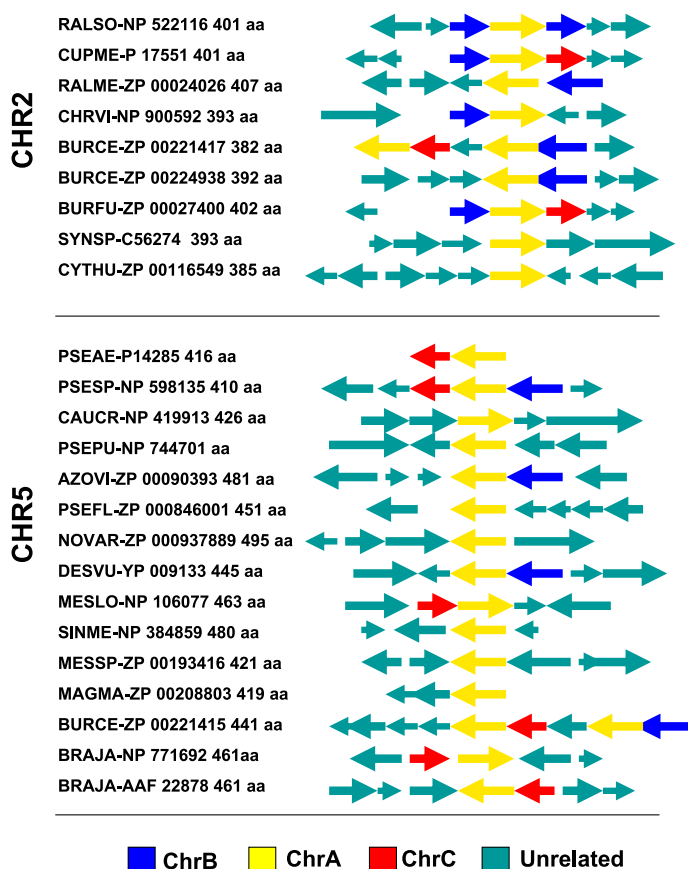 CHR2
RALSO-NP 522116 401 aa
CUPME-P 17551 401 aa
RALME-ZP 00024026 407 aa
CHRVI-NP 900592 393 aa
BURCE-ZP 00221417 382 aa
BURCE-ZP 00224938 392 aa
BURFU-ZP 00027400 402 aa
SYNSP-C56274 393 aa
CYTHU-ZP 00116549 385 aa
CHR5
PSEAE-P14285 416 aa
PSESP-NP 598135 410 aa
CAUCR-NP 419913 426 aa
PSEPU-NP 744701 aa
AZOVI-ZP 00090393 481 aa
PSEFL-ZP 000846001 451 aa
NOVAR-ZP 000937889 495 aa
DESVU-YP 009133 445 aa
MESLO-NP 106077 463 aa
SINME-NP 384859 480 aa
MESSP-ZP 00193416 421 aa
MAGMA-ZP 00208803 419 aa
BURCE-ZP 00221415 441 aa
BRAJA-NP 771692 461aa
BRAJA-AAF 22878 461 aa
ChrB ChrA ChrC Unrelated